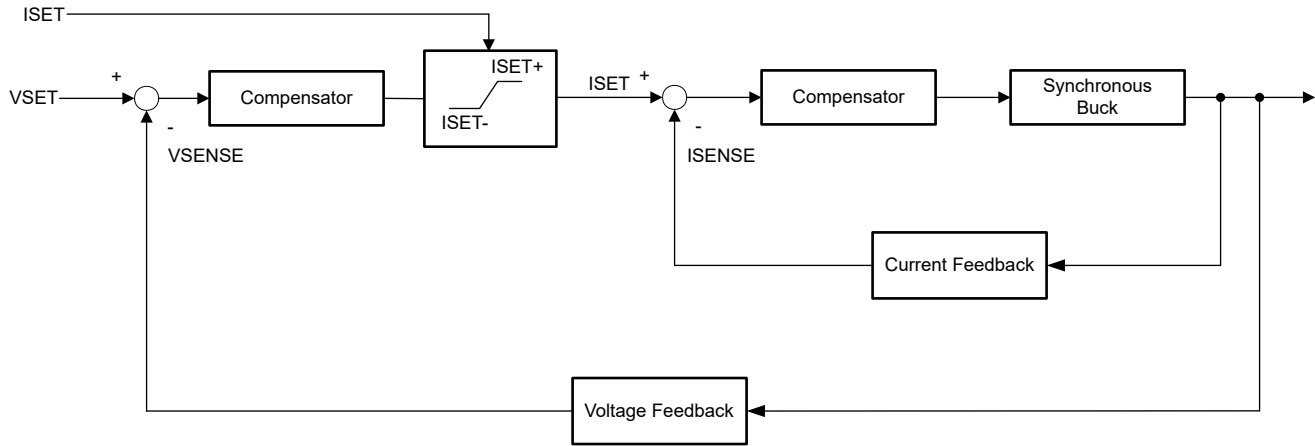 ISET
VSET
+
-
VSENSE
Compensator
ISET+
ISET-
ISET
+
-
ISENSE
Compensator
Synchronous
Buck
Current Feedback
Voltage Feedback